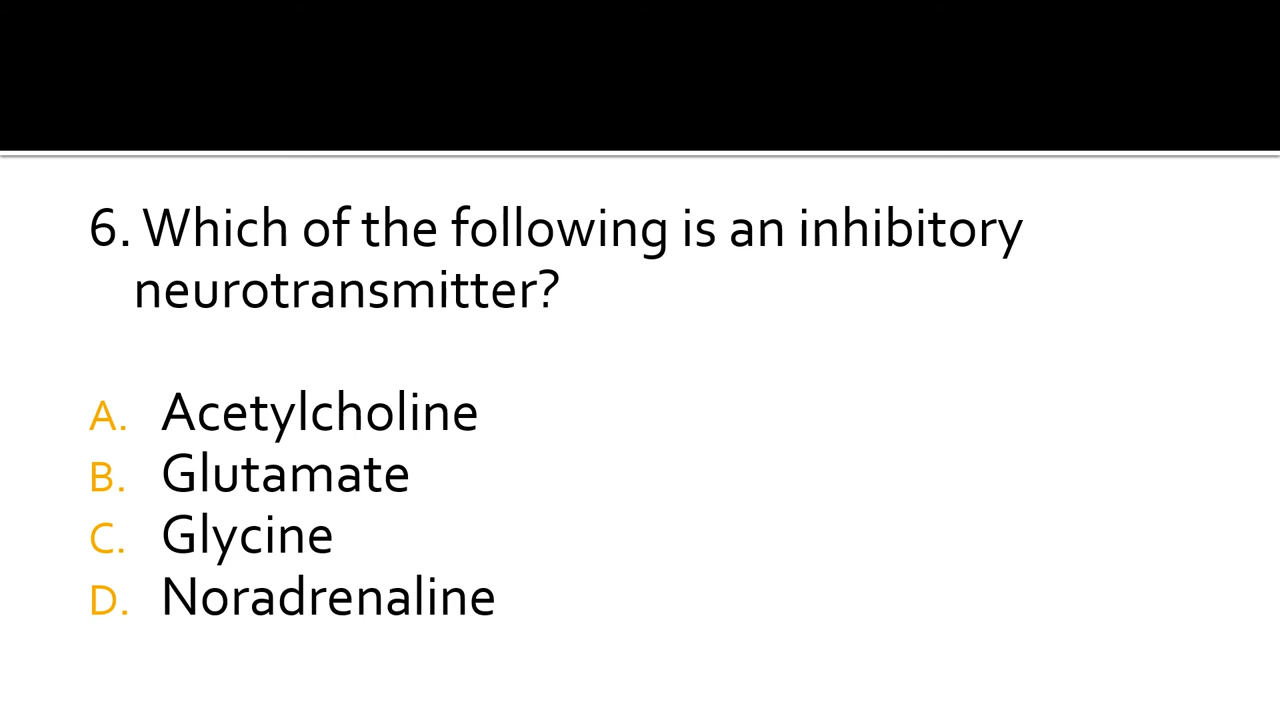 6. Which of the following is an inhibitory
neurotransmitter?
A. Acetylcholine
B. Glutamate
C. Glycine
D. Noradrenaline